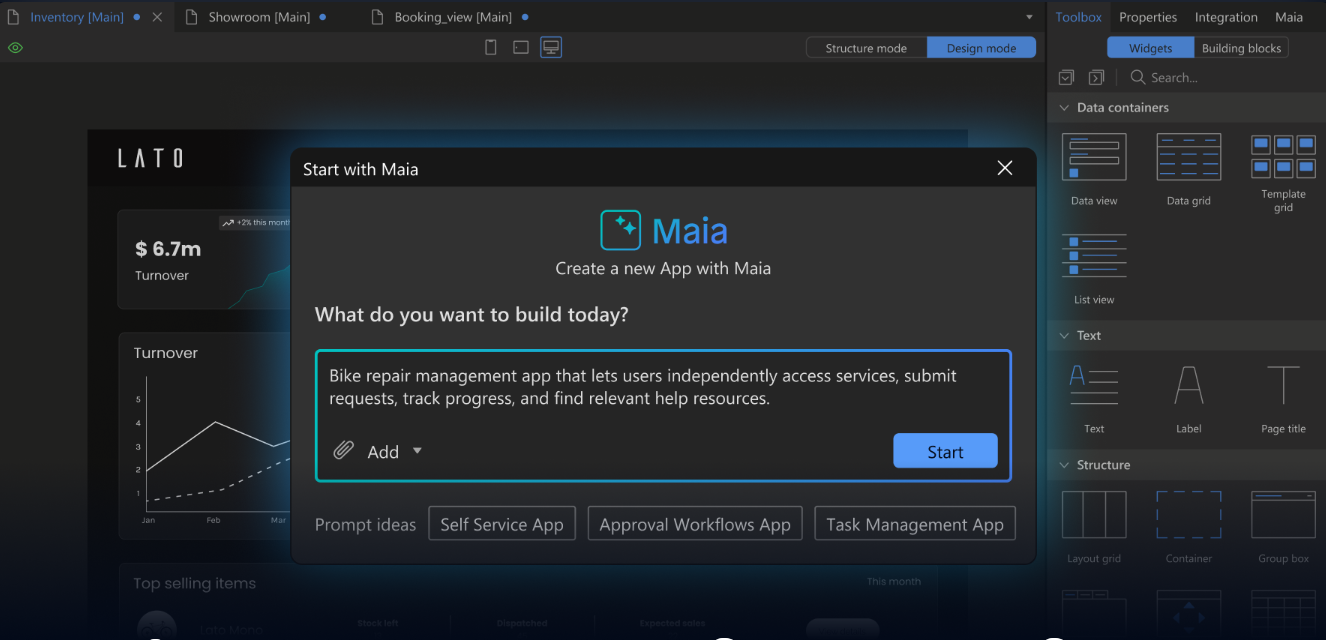 Inventory [Main]
Showroom [Main]
Booking_view [Main]
Toolbox
Properties
Integration
Maia
Structure mode
Design mode
Widgets
Building blocks
Search...
Data containers
Data view
Data grid
Template
grid
List view
Text
Text
Label
Page title
Structure
Layout grid
Container
Group box
LATO
+2% this month
$ 6.7m
Turnover
Turnover
5
4
3
2
1
Jan
Feb
Mar
Top selling items
This month
Lato Mono
Stock left
Dispatched
Expected sales
Start with Maia
Maia
Create a new App with Maia
What do you want to build today?
Bike repair management app that lets users independently access services, submit
requests, track progress, and find relevant help resources.
Add
Start
Prompt ideas
Self Service App
Approval Workflows App
Task Management App